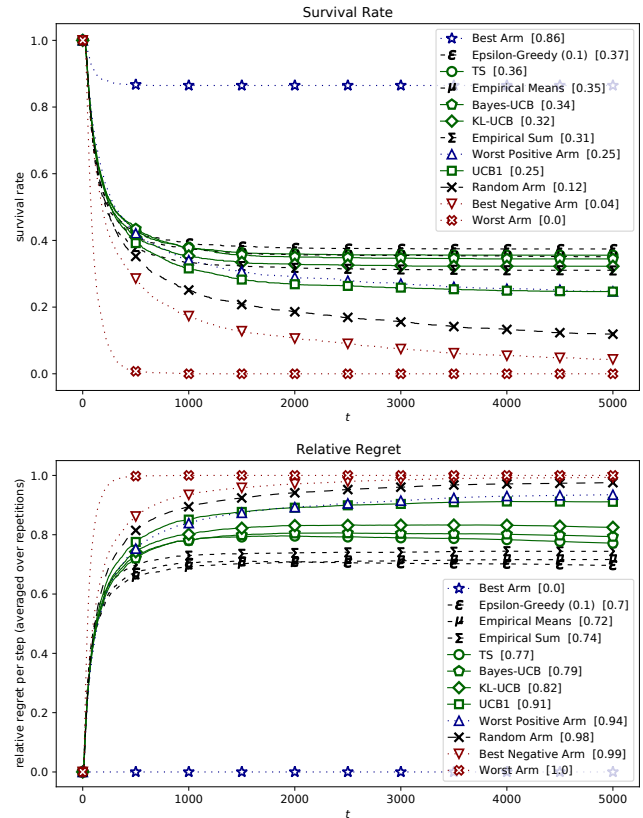 Survival Rate
survival rate
1.0
0.8
0.6
0.4
0.2
0.0
Best Arm [0.86]
Epsilon-Greedy (0.1) [0.37]
TS [0.36]
Empirical Means [0.35]
Bayes-UCB [0.34]
KL-UCB [0.32]
Empirical Sum [0.31]
Worst Positive Arm [0.25]
UCB1 [0.25]
Random Arm [0.12]
Best Negative Arm [0.04]
Worst Arm [0.0]
0 1000 2000 3000 4000 5000
t
Relative Regret
relative regret per step (averaged over repetitions)
1.0
0.8
0.6
0.4
0.2
0.0
Best Arm [0.0]
Epsilon-Greedy (0.1) [0.7]
Empirical Means [0.72]
Empirical Sum [0.74]
TS [0.77]
Bayes-UCB [0.79]
KL-UCB [0.82]
UCB1 [0.91]
Worst Positive Arm [0.94]
Random Arm [0.98]
Best Negative Arm [0.99]
Worst Arm [1.0]
0 1000 2000 3000 4000 5000
t